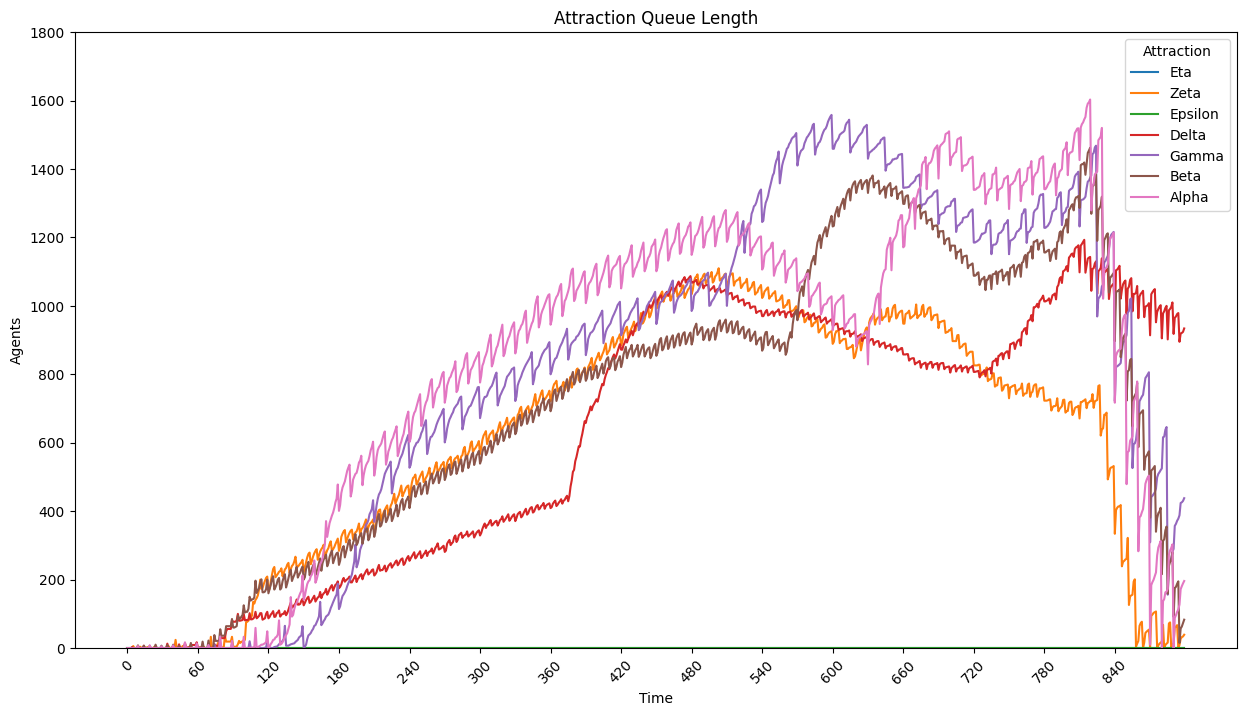 Attraction Queue Length
Agents
1800
1600
1400
1200
1000
800
600
400
200
0
0 60 120 180 240 300 360 420 480 540 600 660 720 780 840
Time
Attraction
Eta
Zeta
Epsilon
Delta
Gamma
Beta
Alpha